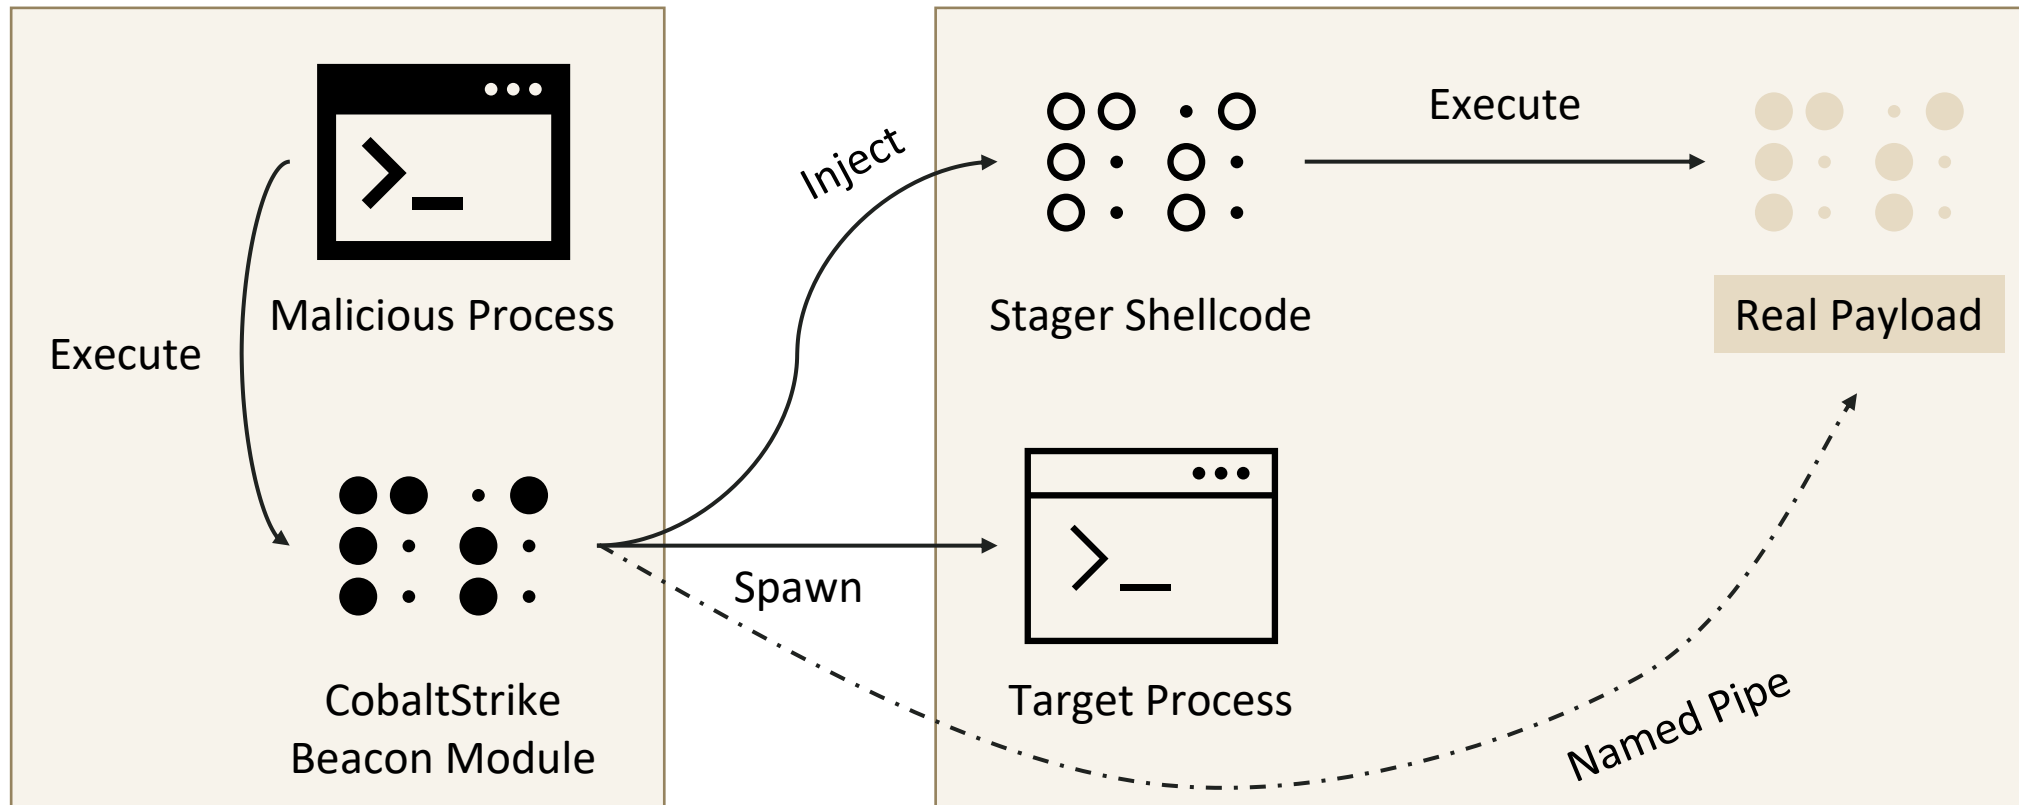 Malicious Process
Execute
CobaltStrike
Beacon Module
Inject
Spawn
Stager Shellcode
Execute
Real Payload
Target Process
Named Pipe